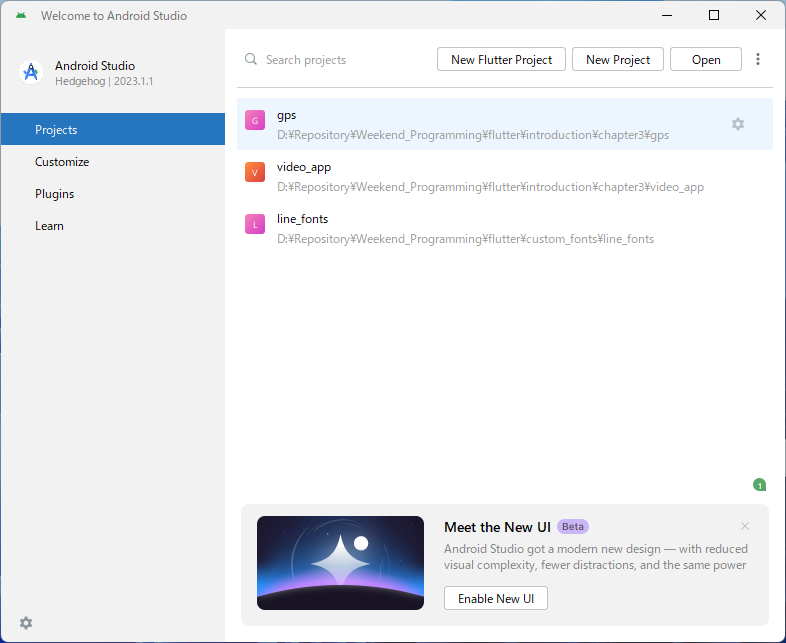 Welcome to Android Studio
Android Studio
Hedgehog | 2023.1.1
Projects
Customize
Plugins
Learn
Search projects
New Flutter Project
New Project
Open
G
gps
D:¥Repository¥Weekend_Programming¥flutter¥introduction¥chapter3¥gps
V
video_app
D:¥Repository¥Weekend_Programming¥flutter¥introduction¥chapter3¥video_app
L
line_fonts
D:¥Repository¥Weekend_Programming¥flutter¥custom_fonts¥line_fonts
1
Meet the New UI Beta
Android Studio got a modern new design — with reduced
visual complexity, fewer distractions, and the same power
Enable New UI